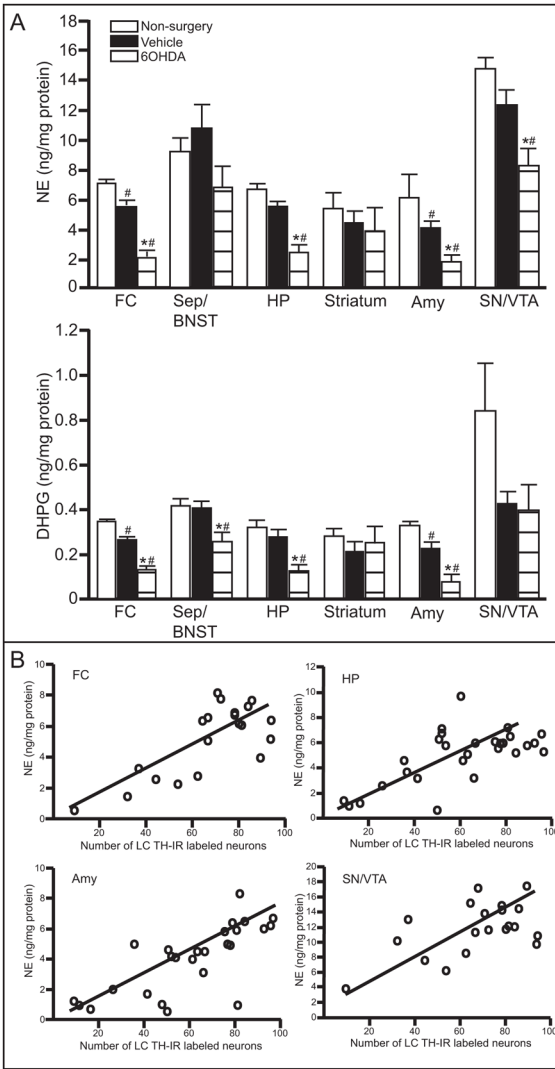 A
Non-surgery
Vehicle
6OHDA
NE (ng/mg protein)
18
16
14
12
10
8
6
4
2
0
#
*#
*#
#
*#
*#
FC
Sep/
BNST
HP
Striatum
Amy
SN/VTA
DHPG (ng/mg protein)
1.2
1.0
0.8
0.6
0.4
0.2
0
#
*#
*#
*#
#
*#
FC
Sep/
BNST
HP
Striatum
Amy
SN/VTA
B
FC
NE (ng/mg protein)
10
8
6
4
2
0
0 20 40 60 80 100
Number of LC TH-IR labeled neurons
HP
NE (ng/mg protein)
12
10
8
6
4
2
0
0 20 40 60 80 100
Number of LC TH-IR labeled neurons
Amy
NE (ng/mg protein)
10
8
6
4
2
0
0 20 40 60 80 100
Number of LC TH-IR labeled neurons
SN/VTA
NE (ng/mg protein)
20
16
12
8
4
0
0 20 40 60 80 100
Number of LC TH-IR labeled neurons